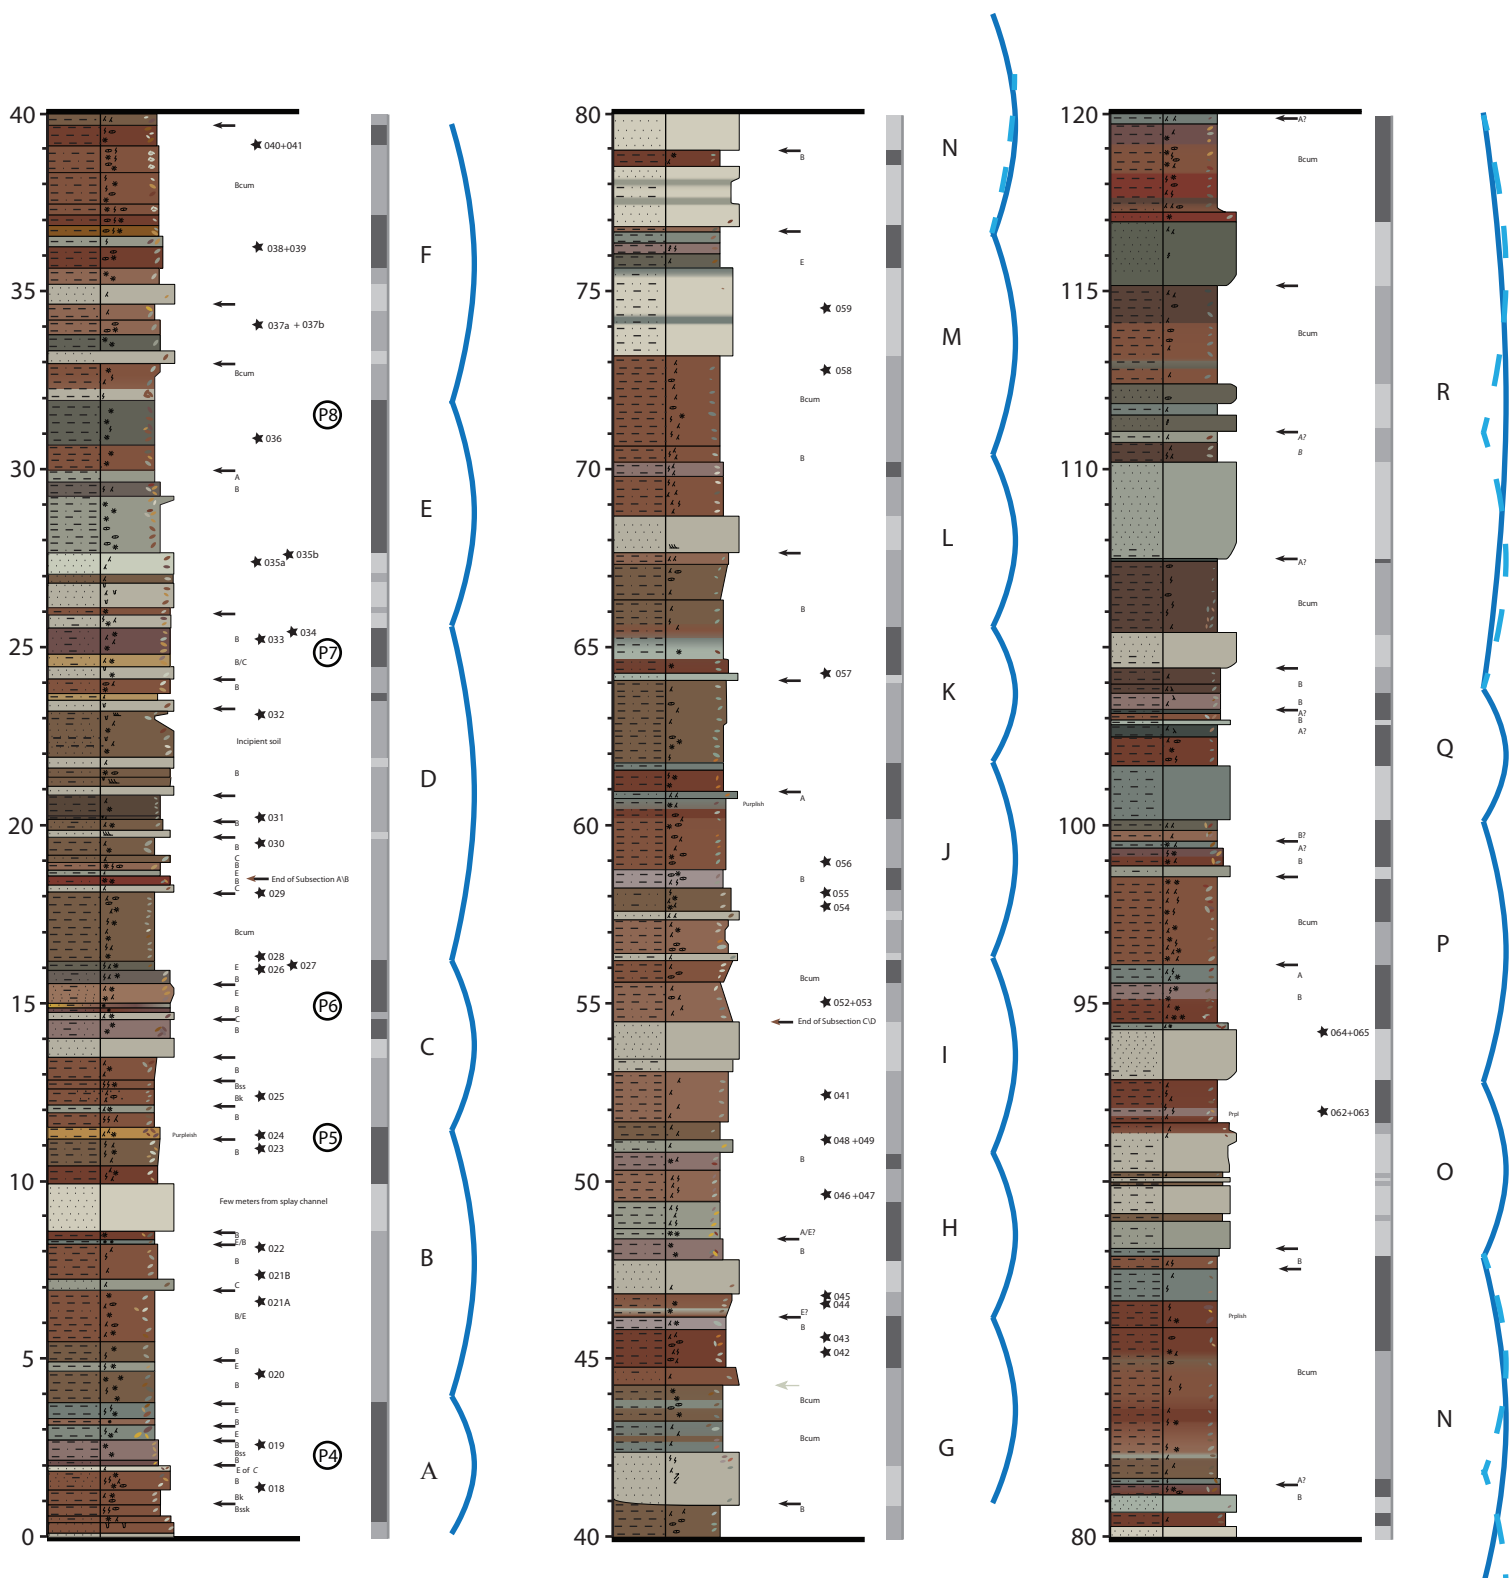 40
040+041
Bcum
038+039
F
35
037a + 037b
Bcum
P8
036
30
A
B
E
035b
035a
034
B
033
25
P7
B/C
B
032
Incipient soil
B
D
031
20
B
030
B
C
B
E
B
End of Subsection A\B
C
029
Bcum
028
E
026
027
B
E
15
P6
B
C
B
C
B
Bss
Bk
025
B
Purpleish
024
P5
023
B
10
Few meters from splay channel
B
E/B
022
B
B
021B
C
021A
B/E
B
5
E
020
B
E
B
E
019
B
Bss
B
P4
E of C
A
B
018
Bk
Bssk
0
80
N
B
E
75
059
M
058
Bcum
B
70
L
B
65
057
K
A
Purplish
60
J
056
B
055
054
Bcum
55
052+053
End of Subsection C\D
I
041
048 +049
B
50
046 +047
H
A/E?
B
045
044
E?
B
043
45
042
Bcum
Bcum
G
B
40
120
A?
Bcum
115
Bcum
R
A?
B
110
A?
Bcum
B
B
A?
B
A?
Q
100
B?
A?
B
Bcum
P
A
95
B
064+065
062+063
Prpl
O
B
Prplish
Bcum
N
A?
B
80